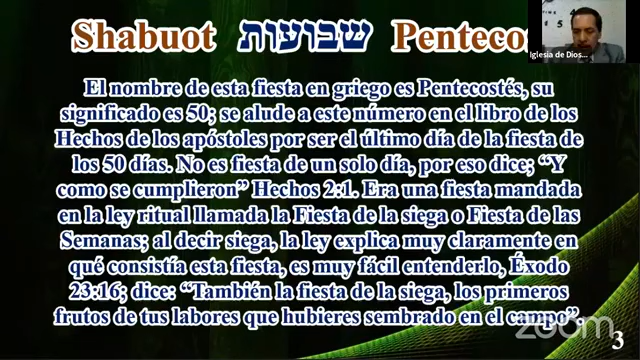 Shabuot שבועות Pentecos
Iglesia de Dios...
El nombre de esta fiesta en griego es Pentecostés, su
significado es 50; se alude a este número en el libro de los
Hechos de los apóstoles por ser el último día de la fiesta de
los 50 días. No es fiesta de un solo día, por eso dice; “Y
como se cumplieron” Hechos 2:1. Era una fiesta mandada
en la ley ritual llamada la Fiesta de la siega o Fiesta de las
Semanas; al decir siega, la ley explica muy claramente en
qué consistía esta fiesta, es muy fácil entenderlo, Éxodo
23:16; dice: “También la fiesta de la siega, los primeros
frutos de tus labores que hubieres sembrado en el campo”.
zoom
3